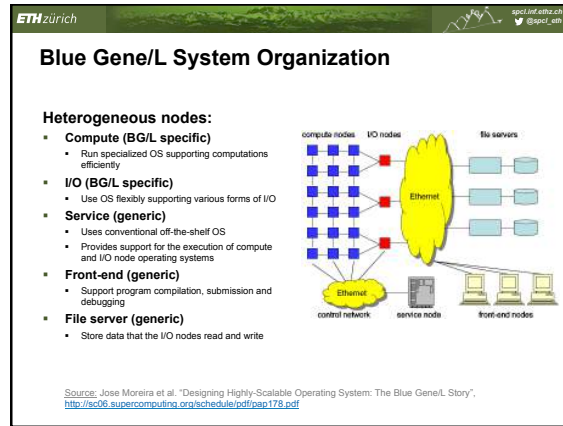 ETHzürich
spcl.inf.ethz.ch
@spcl_eth
Blue Gene/L System Organization
Heterogeneous nodes:
▪ Compute (BG/L specific)
▪ Run specialized OS supporting computations
efficiently
▪ I/O (BG/L specific)
▪ Use OS flexibly supporting various forms of I/O
▪ Service (generic)
▪ Uses conventional off-the-shelf OS
▪ Provides support for the execution of compute
and I/O node operating systems
▪ Front-end (generic)
▪ Support program compilation, submission and
debugging
▪ File server (generic)
▪ Store data that the I/O nodes read and write
compute nodes I/O nodes file servers
Ethernet
Ethernet
control network service node front-end nodes
Source: Jose Moreira et al. "Designing Highly-Scalable Operating System: The Blue Gene/L Story",
http://sc06.supercomputing.org/schedule/pdf/pap178.pdf